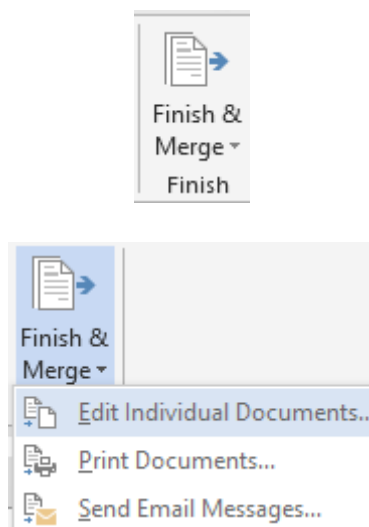 Finish &
Merge
Finish
Finish &
Merge
Edit Individual Documents..
Print Documents...
Send Email Messages...